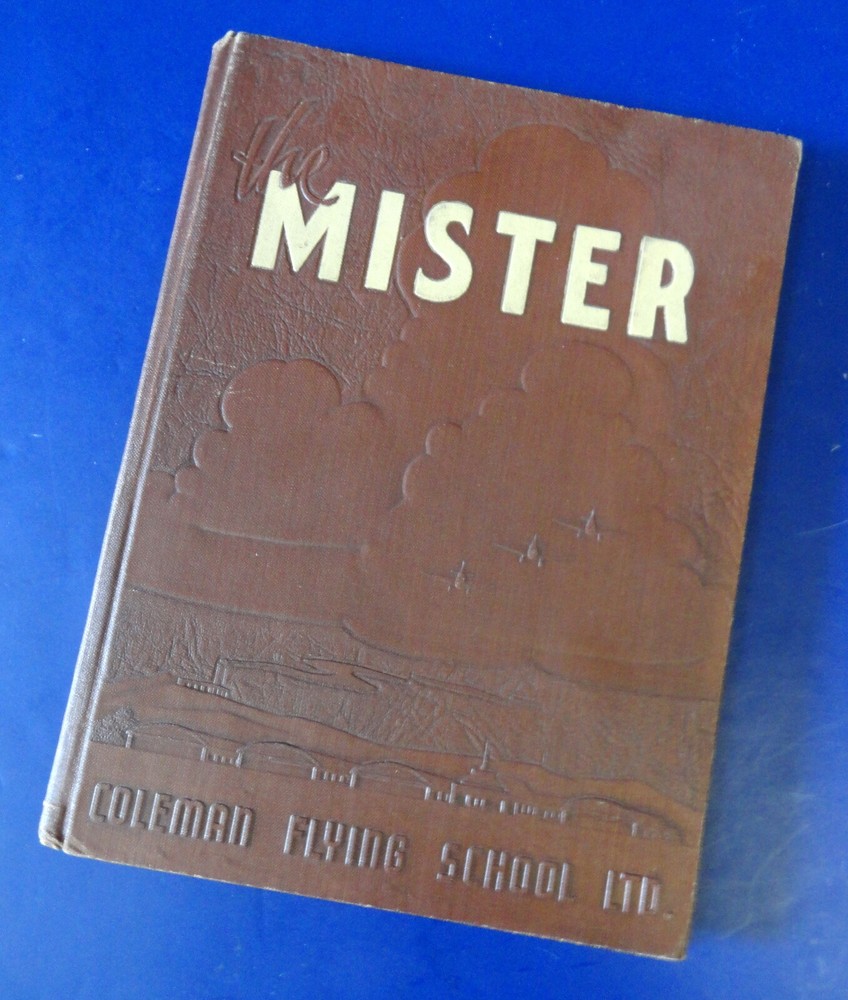 the
MISTER
COLEMAN FLYING SCHOOL LTD.